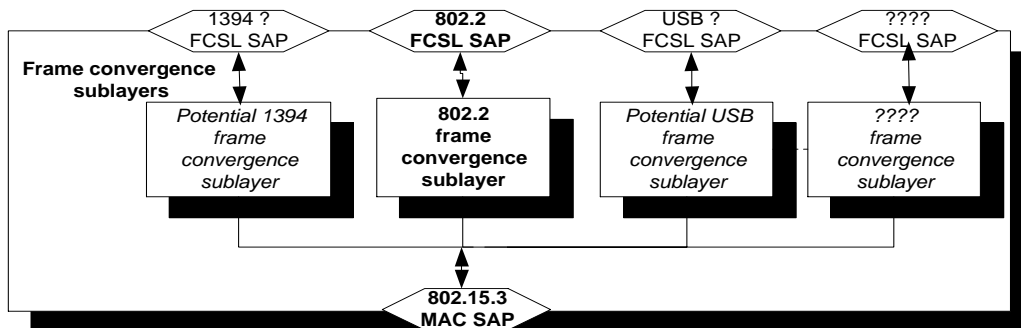 1394 ?
FCSL SAP
802.2
FCSL SAP
USB ?
FCSL SAP
????
FCSL SAP
Frame convergence
sublayers
Potential 1394
frame
convergence
sublayer
802.2
frame
convergence
sublayer
Potential USB
frame
convergence
sublayer
????
frame
convergence
sublayer
802.15.3
MAC SAP